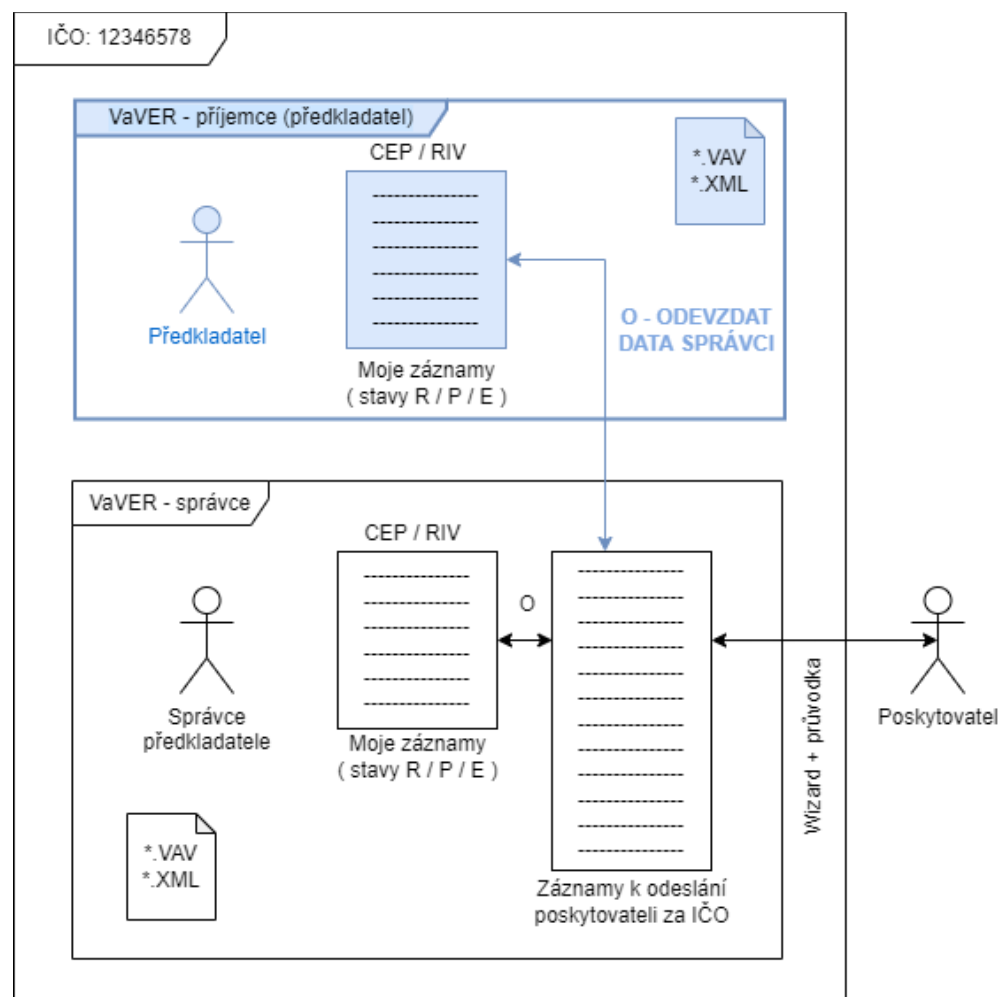 IČO: 12346578
VaVER - příjemce (předkladatel)
CEP / RIV
*.VAV
*.XML
Předkladatel
O - ODEVZDAT
DATA SPRÁVCI
Moje záznamy
( stavy R / P / E )
VaVER - správce
CEP / RIV
O
Správce
předkladatele
Moje záznamy
( stavy R / P / E )
Wizard + průvodka
Poskytovatel
*.VAV
*.XML
Záznamy k odeslání
poskytovateli za IČO